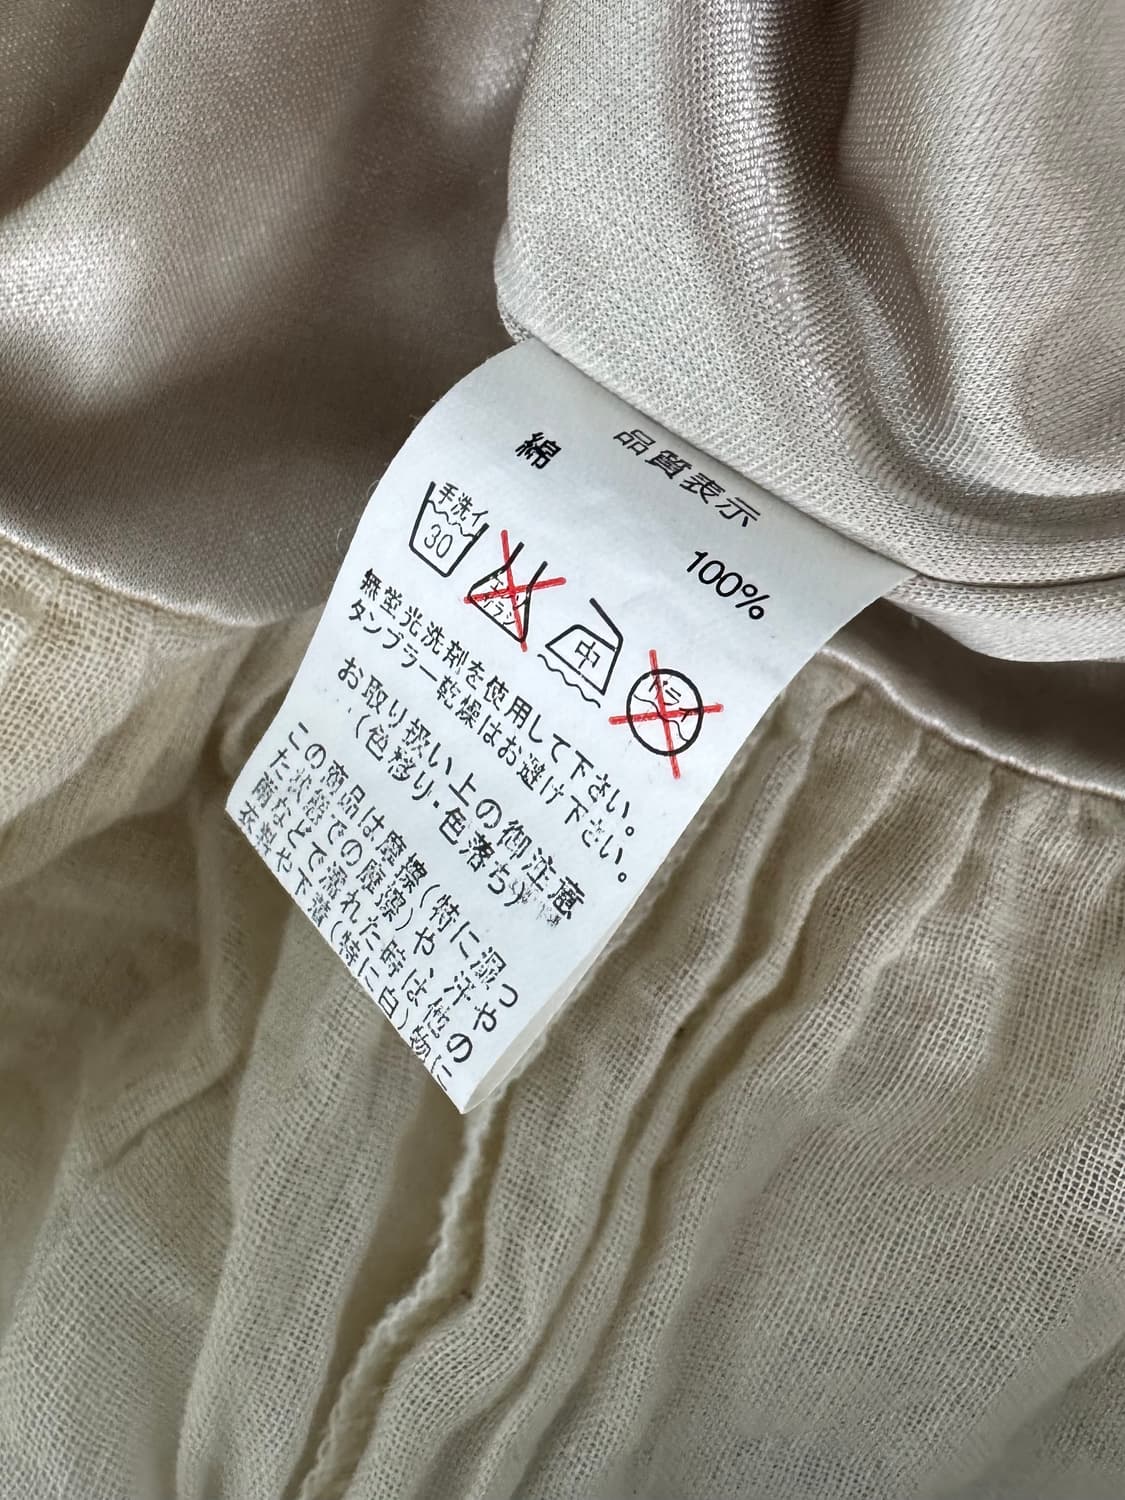 品質表示
綿 100%
手洗イ
30
エンソ
サラシ
中
ドライ
無蛍光洗剤を使用して下さい。
タンブラー乾燥はお避け下さい。
お取り扱い上の御注意
(色移り・色落ち)
この商品は摩擦(特に湿っ
た状態での摩擦)や、汗や
雨などで濡れた時は他の
衣料や下着(特に白)物に